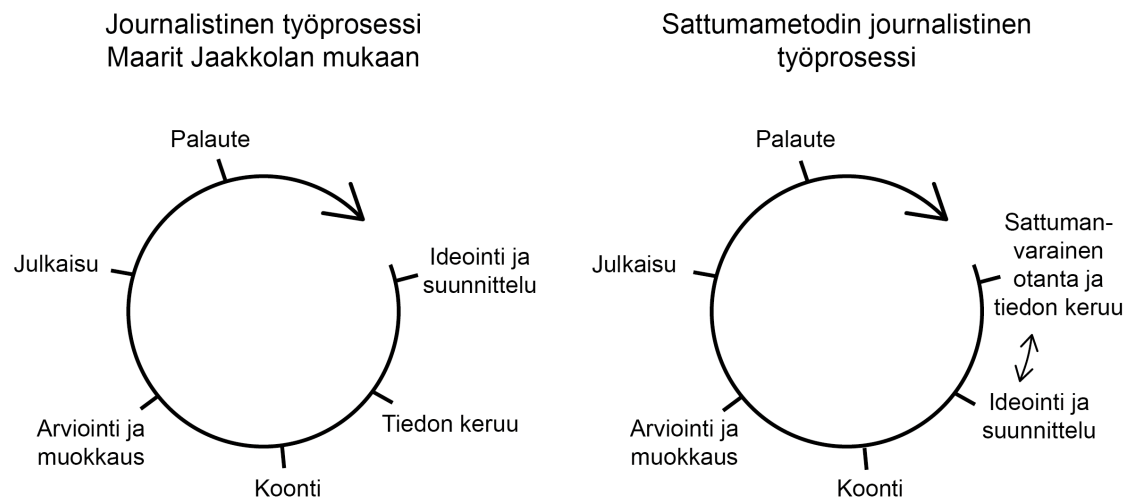 Journalistinen työprosessi
Maarit Jaakkolan mukaan
Palaute
Julkaisu
Ideointi ja
suunnittelu
Arviointi ja
muokkaus
Tiedon keruu
Koonti
Sattumametodin journalistinen
työprosessi
Palaute
Julkaisu
Sattuman-
varainen
otanta ja
tiedon keruu
Ideointi ja
suunnittelu
Arviointi ja
muokkaus
Koonti